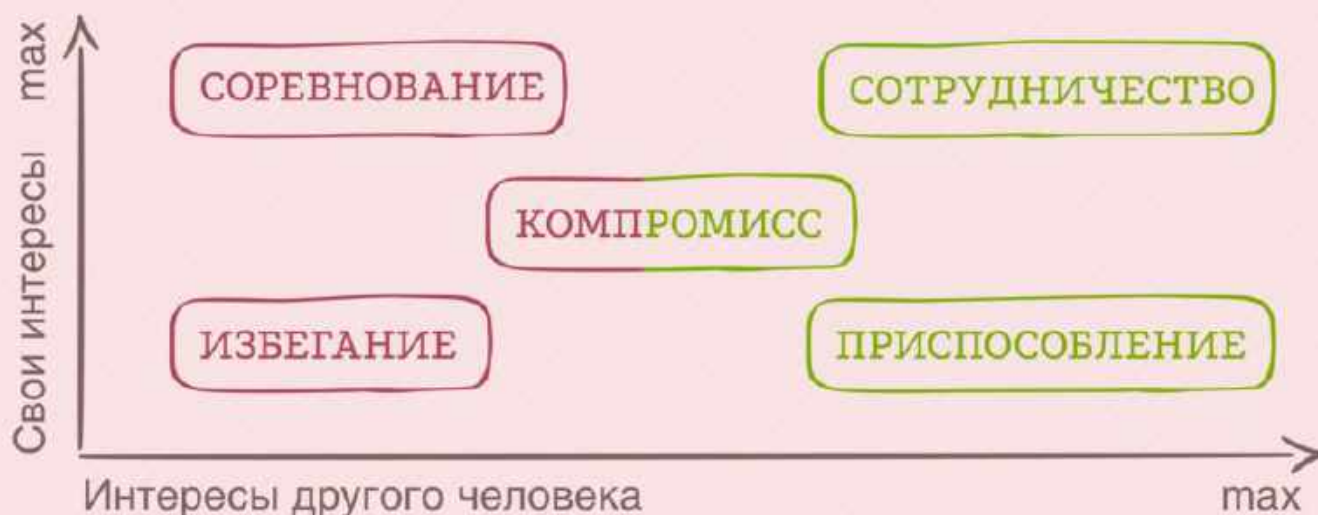 max
СОРЕВНОВАНИЕ
СОТРУДНИЧЕСТВО
КОМПРОМИСС
Свои интересы
ИЗБЕГАНИЕ
ПРИСПОСОБЛЕНИЕ
Интересы другого человека
max